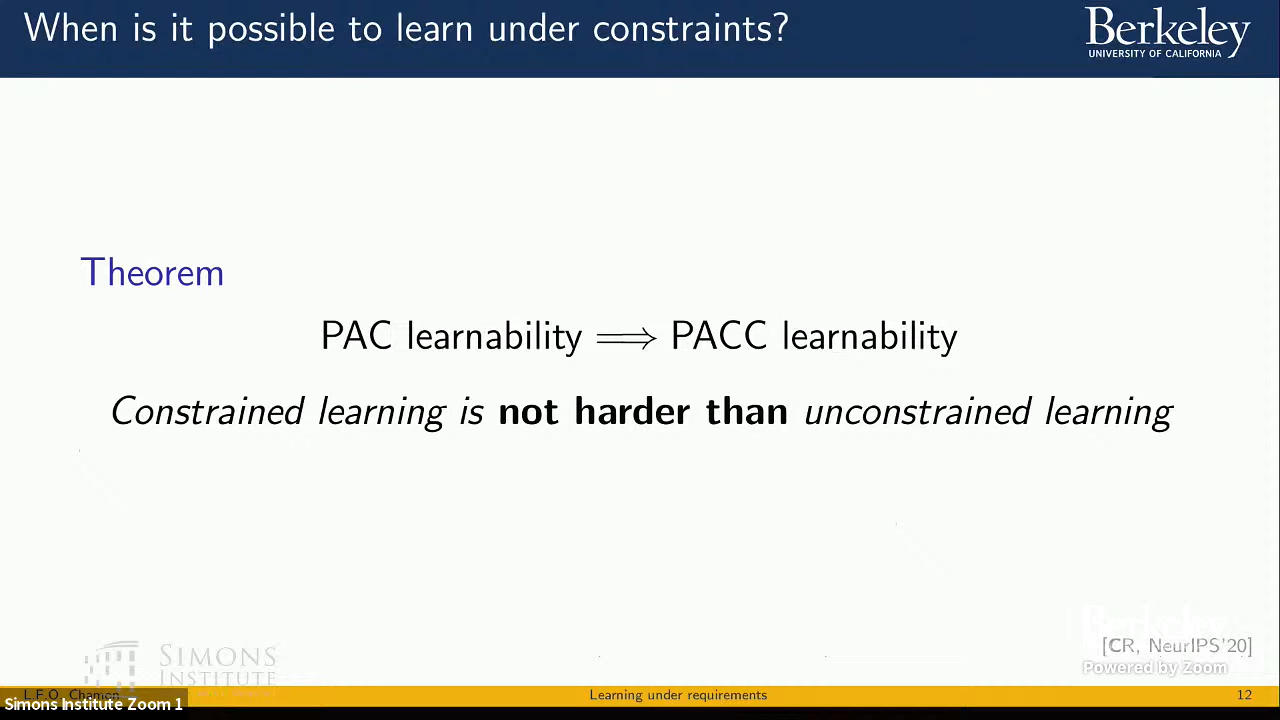 When is it possible to learn under constraints?
Berkeley
UNIVERSITY OF CALIFORNIA
Theorem
PAC learnability ⟹ PACC learnability
Constrained learning is not harder than unconstrained learning
Berkeley
[CR, NeurIPS'20]
Powered by Zoom
SIMONS
INSTITUTE
L.F.O. Chamon
Learning under requirements
12
Simons Institute Zoom 1